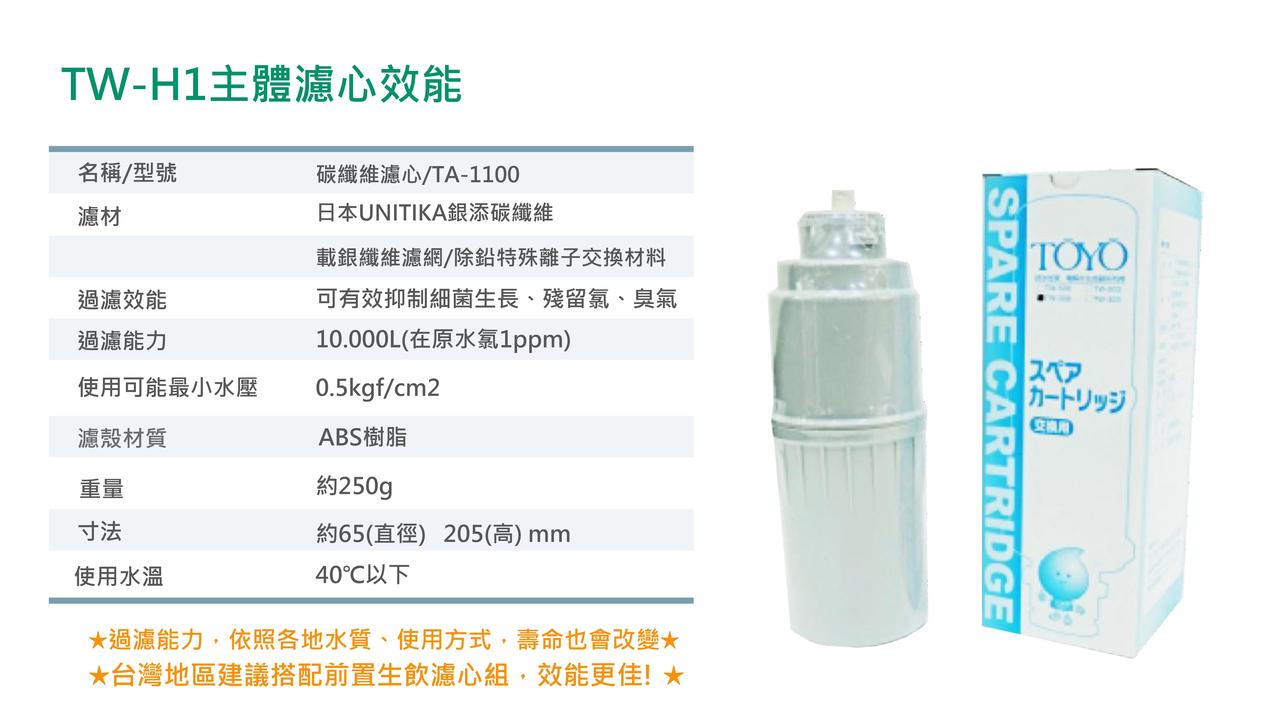 TW-H1主體濾心效能
名稱/型號 碳纖維濾心/TA-1100
濾材 日本UNITIKA銀添碳纖維
載銀纖維濾網/除鉛特殊離子交換材料
過濾效能 可有效抑制細菌生長、殘留氯、臭氣
過濾能力 10.000L(在原水氯1ppm)
使用可能最小水壓 0.5kgf/cm2
濾殼材質 ABS樹脂
重量 約250g
寸法 約65(直徑) 205(高) mm
使用水溫 40℃以下
★過濾能力，依照各地水質、使用方式，壽命也會改變★
★台灣地區建議搭配前置生飲濾心組，效能更佳! ★
SPARE CARTRIDGE
TŌYŌ
スペア
カートリッジ
交換用